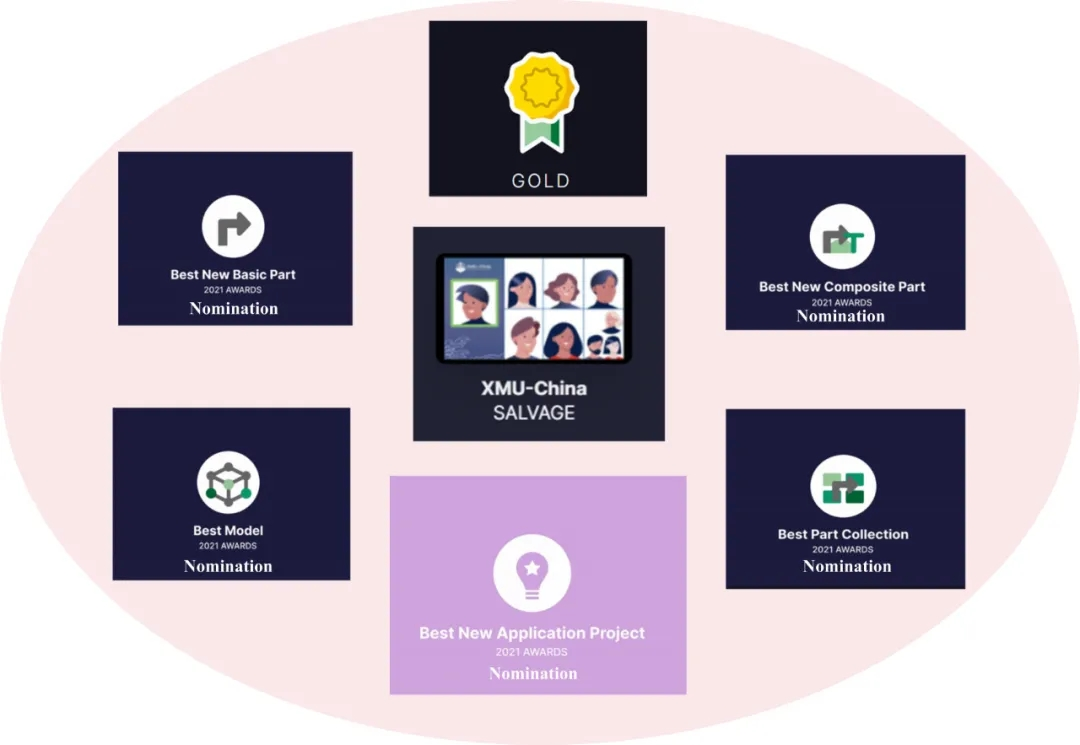 GOLD
Best New Basic Part
2021 AWARDS
Nomination
Best New Composite Part
2021 AWARDS
Nomination
XMU-China
SALVAGE
Best Model
2021 AWARDS
Nomination
Best Part Collection
2021 AWARDS
Nomination
Best New Application Project
2021 AWARDS
Nomination